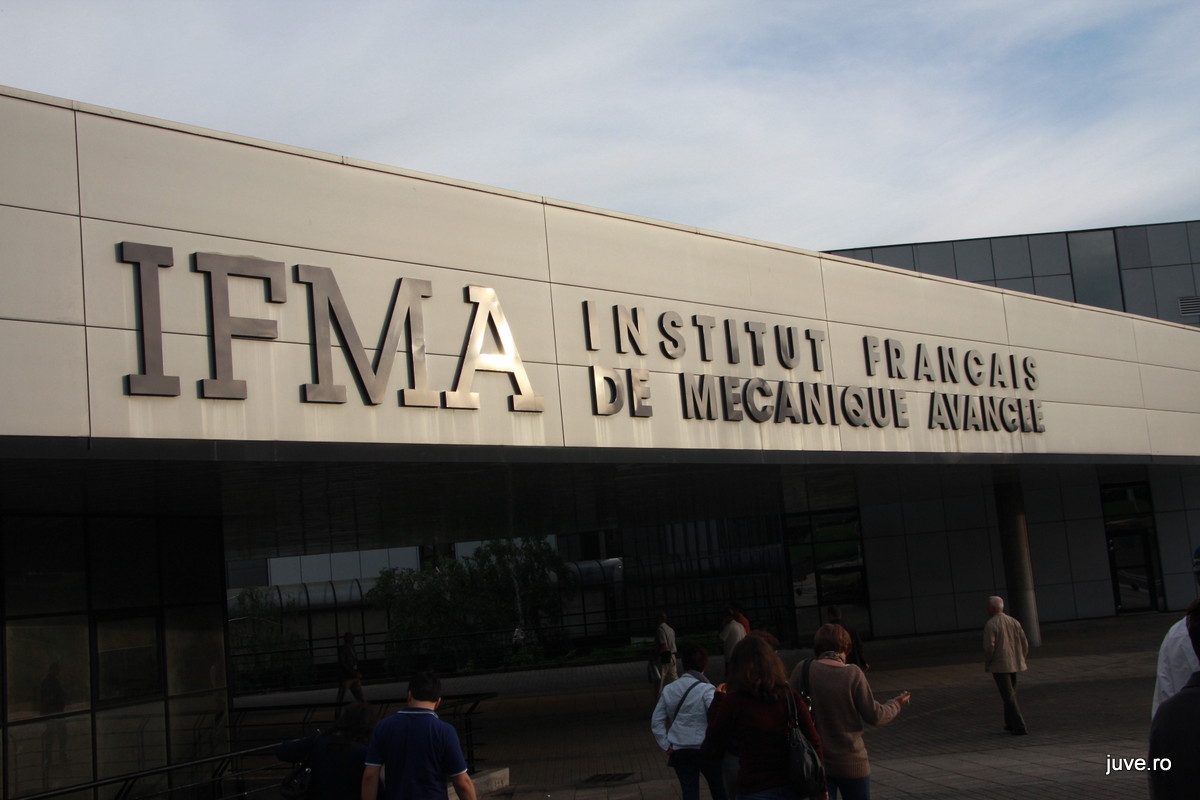 IFMA
INSTITUT FRANCAIS
DE MECANIQUE AVANCEE
juve.ro